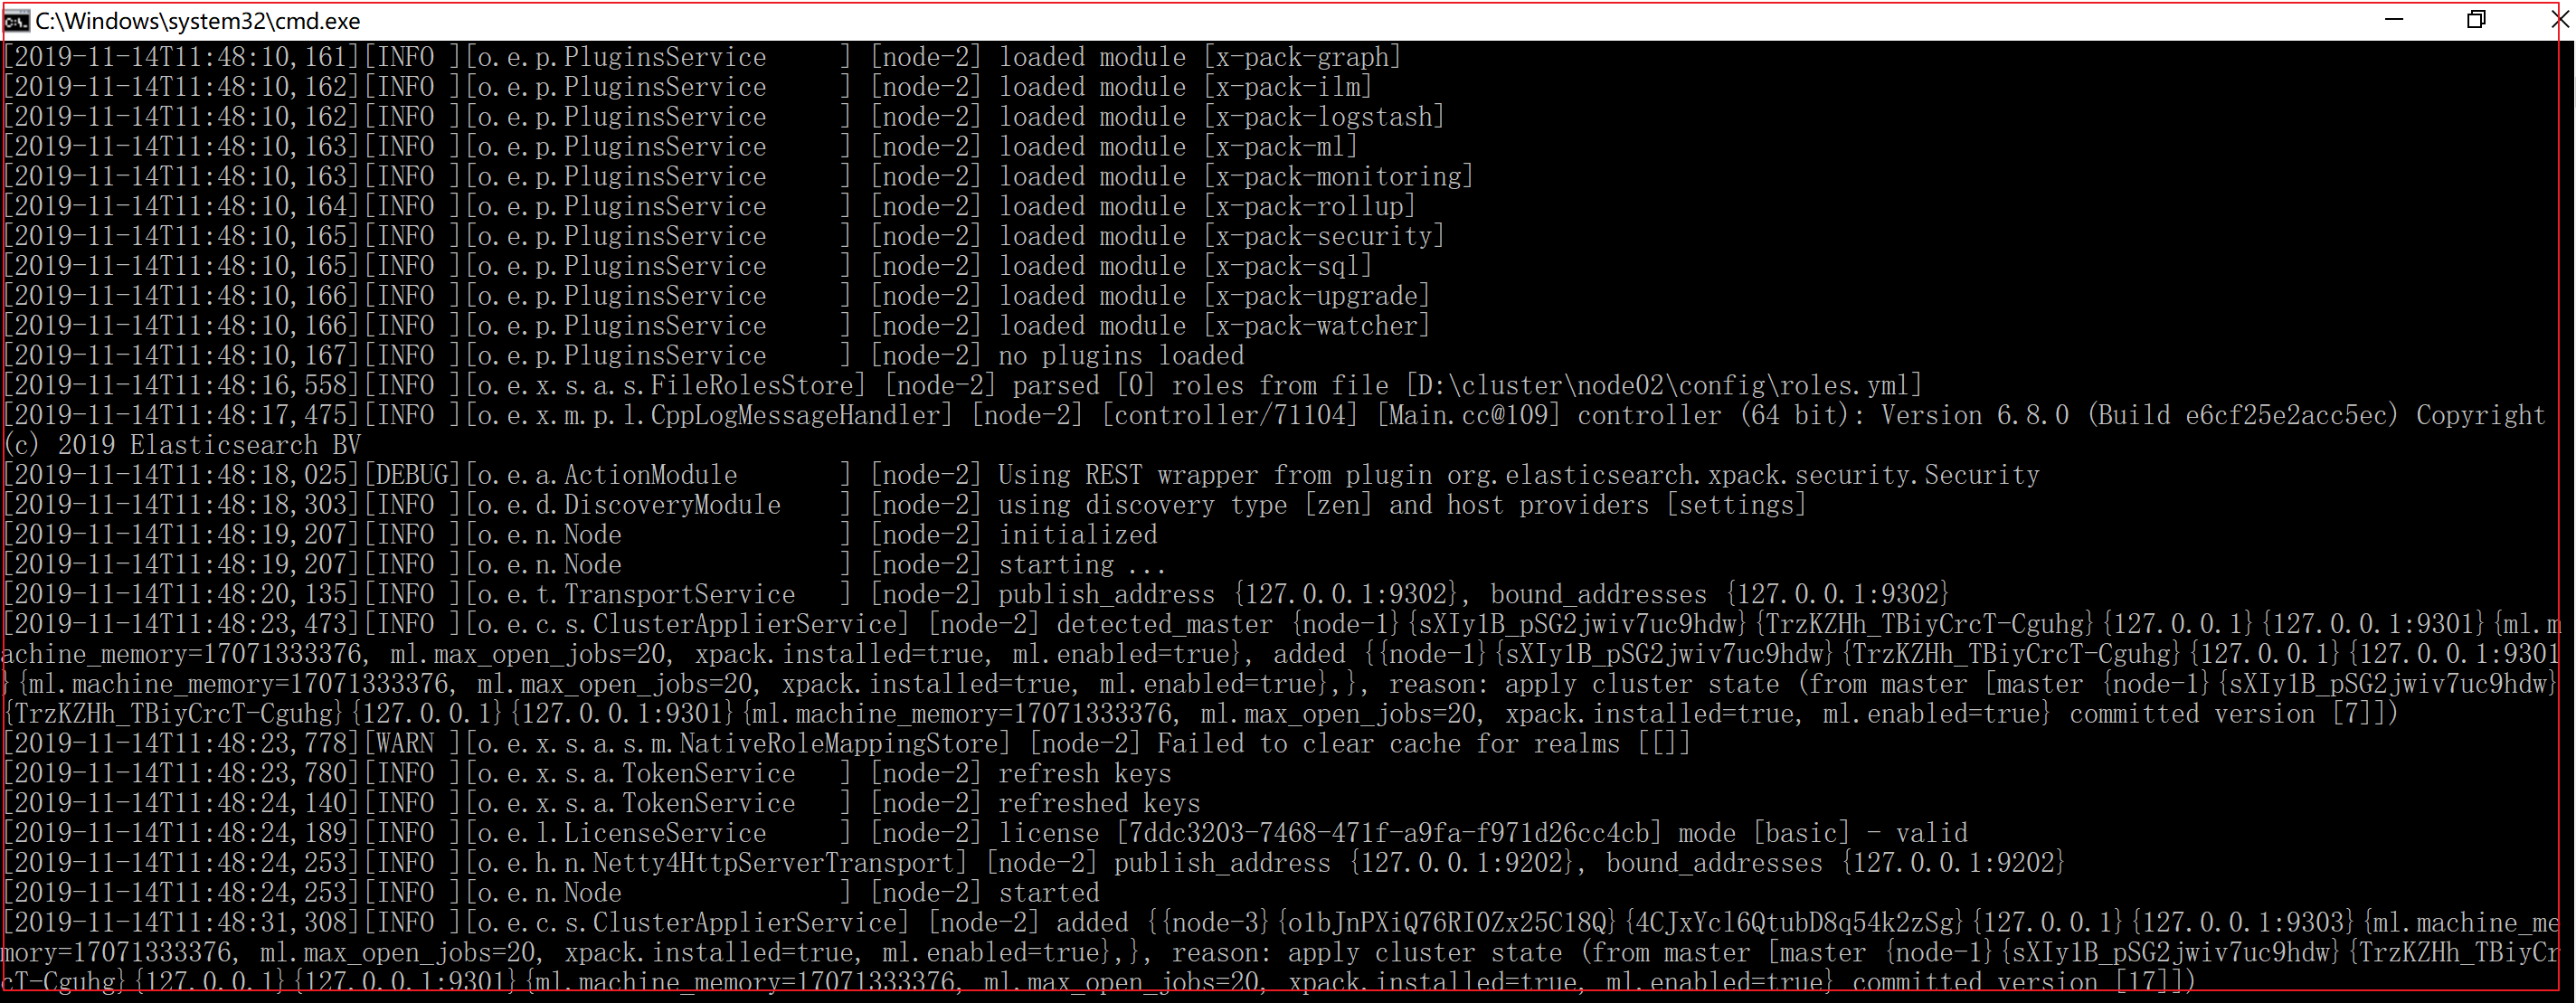 C:\Windows\system32\cmd.exe
[2019-11-14T11:48:10,161][INFO ][o.e.p.PluginsService     ] [node-2] loaded module [x-pack-graph]
[2019-11-14T11:48:10,162][INFO ][o.e.p.PluginsService     ] [node-2] loaded module [x-pack-ilm]
[2019-11-14T11:48:10,162][INFO ][o.e.p.PluginsService     ] [node-2] loaded module [x-pack-logstash]
[2019-11-14T11:48:10,163][INFO ][o.e.p.PluginsService     ] [node-2] loaded module [x-pack-ml]
[2019-11-14T11:48:10,163][INFO ][o.e.p.PluginsService     ] [node-2] loaded module [x-pack-monitoring]
[2019-11-14T11:48:10,164][INFO ][o.e.p.PluginsService     ] [node-2] loaded module [x-pack-rollup]
[2019-11-14T11:48:10,165][INFO ][o.e.p.PluginsService     ] [node-2] loaded module [x-pack-security]
[2019-11-14T11:48:10,165][INFO ][o.e.p.PluginsService     ] [node-2] loaded module [x-pack-sql]
[2019-11-14T11:48:10,166][INFO ][o.e.p.PluginsService     ] [node-2] loaded module [x-pack-upgrade]
[2019-11-14T11:48:10,166][INFO ][o.e.p.PluginsService     ] [node-2] loaded module [x-pack-watcher]
[2019-11-14T11:48:10,167][INFO ][o.e.p.PluginsService     ] [node-2] no plugins loaded
[2019-11-14T11:48:16,558][INFO ][o.e.x.s.a.s.FileRolesStore] [node-2] parsed [0] roles from file [D:\cluster\node02\config\roles.yml]
[2019-11-14T11:48:17,475][INFO ][o.e.x.m.p.l.CppLogMessageHandler] [node-2] [controller/71104] [Main.cc@109] controller (64 bit): Version 6.8.0 (Build e6cf25e2acc5ec) Copyright
(c) 2019 Elasticsearch BV
[2019-11-14T11:48:18,025][DEBUG][o.e.a.ActionModule       ] [node-2] Using REST wrapper from plugin org.elasticsearch.xpack.security.Security
[2019-11-14T11:48:18,303][INFO ][o.e.d.DiscoveryModule    ] [node-2] using discovery type [zen] and host providers [settings]
[2019-11-14T11:48:19,207][INFO ][o.e.n.Node               ] [node-2] initialized
[2019-11-14T11:48:19,207][INFO ][o.e.n.Node               ] [node-2] starting ...
[2019-11-14T11:48:20,135][INFO ][o.e.t.TransportService   ] [node-2] publish_address {127.0.0.1:9302}, bound_addresses {127.0.0.1:9302}
[2019-11-14T11:48:23,473][INFO ][o.e.c.s.ClusterApplierService] [node-2] detected_master {node-1}{sXIy1B_pSG2jwiv7uc9hdw}{TrzKZHh_TBiyCrcT-Cguhg}{127.0.0.1}{127.0.0.1:9301}{ml.m
achine_memory=17071333376, ml.max_open_jobs=20, xpack.installed=true, ml.enabled=true}, added {{node-1}{sXIy1B_pSG2jwiv7uc9hdw}{TrzKZHh_TBiyCrcT-Cguhg}{127.0.0.1}{127.0.0.1:9301
}{ml.machine_memory=17071333376, ml.max_open_jobs=20, xpack.installed=true, ml.enabled=true},}, reason: apply cluster state (from master [master {node-1}{sXIy1B_pSG2jwiv7uc9hdw}
{TrzKZHh_TBiyCrcT-Cguhg}{127.0.0.1}{127.0.0.1:9301}{ml.machine_memory=17071333376, ml.max_open_jobs=20, xpack.installed=true, ml.enabled=true} committed version [7]])
[2019-11-14T11:48:23,778][WARN ][o.e.x.s.a.s.m.NativeRoleMappingStore] [node-2] Failed to clear cache for realms [[]]
[2019-11-14T11:48:23,780][INFO ][o.e.x.s.a.TokenService   ] [node-2] refresh keys
[2019-11-14T11:48:24,140][INFO ][o.e.x.s.a.TokenService   ] [node-2] refreshed keys
[2019-11-14T11:48:24,189][INFO ][o.e.l.LicenseService     ] [node-2] license [7ddc3203-7468-471f-a9fa-f971d26cc4cb] mode [basic] - valid
[2019-11-14T11:48:24,253][INFO ][o.e.h.n.Netty4HttpServerTransport] [node-2] publish_address {127.0.0.1:9202}, bound_addresses {127.0.0.1:9202}
[2019-11-14T11:48:24,253][INFO ][o.e.n.Node               ] [node-2] started
[2019-11-14T11:48:31,308][INFO ][o.e.c.s.ClusterApplierService] [node-2] added {{node-3}{o1bJnPXiQ76RI0Zx25C18Q}{4CJxYcl6QtubD8q54k2zSg}{127.0.0.1}{127.0.0.1:9303}{ml.machine_me
mory=17071333376, ml.max_open_jobs=20, xpack.installed=true, ml.enabled=true},}, reason: apply cluster state (from master [master {node-1}{sXIy1B_pSG2jwiv7uc9hdw}{TrzKZHh_TBiyCr
cT-Cguhg}{127.0.0.1}{127.0.0.1:9301}{ml.machine_memory=17071333376, ml.max_open_jobs=20, xpack.installed=true, ml.enabled=true} committed version [17]])